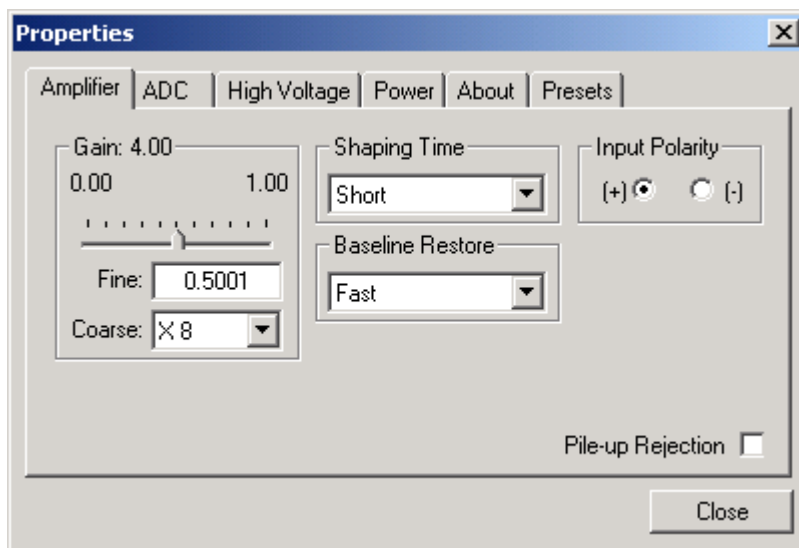 Properties
Amplifier ADC High Voltage Power About Presets
Gain: 4.00
0.00 1.00
Fine: 0.5001
Coarse: X 8
Shaping Time
Short
Baseline Restore
Fast
Input Polarity
(+) (-)
Pile-up Rejection
Close